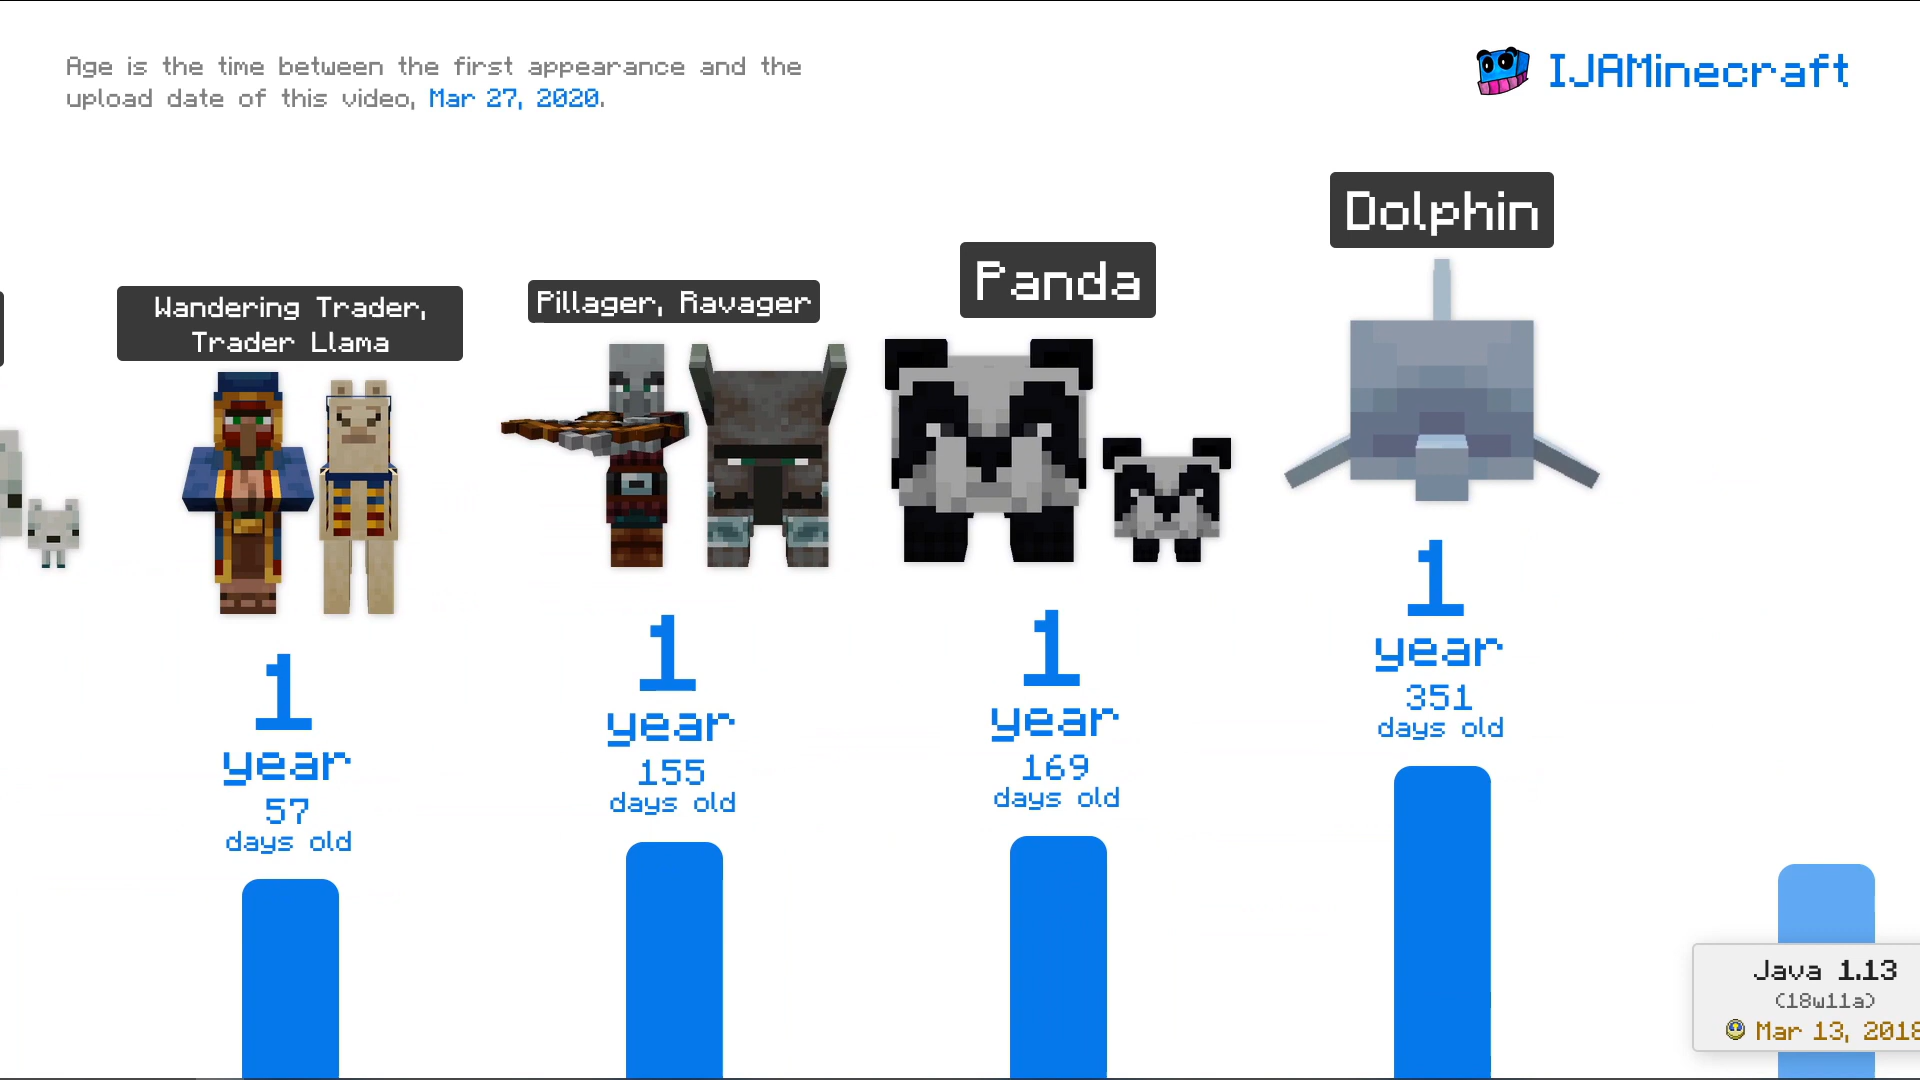 Age is the time between the first appearance and the
upload date of this video, Mar 27, 2020.
IJAMinecraft
Wandering Trader,
Trader Llama
1
year
57
days old
Pillager, Ravager
1
year
155
days old
Panda
1
year
169
days old
Dolphin
1
year
351
days old
Java 1.13
(18w11a)
Mar 13, 2018